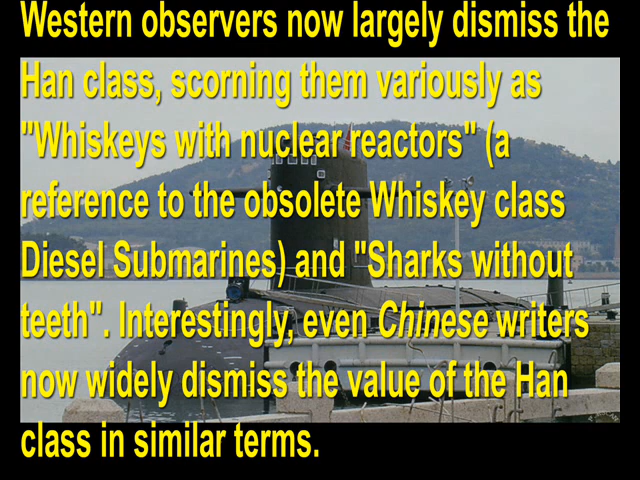 Western observers now largely dismiss the
Han class, scorning them variously as
"Whiskeys with nuclear reactors" (a
reference to the obsolete Whiskey class
Diesel Submarines) and "Sharks without
teeth". Interestingly, even Chinese writers
now widely dismiss the value of the Han
class in similar terms.